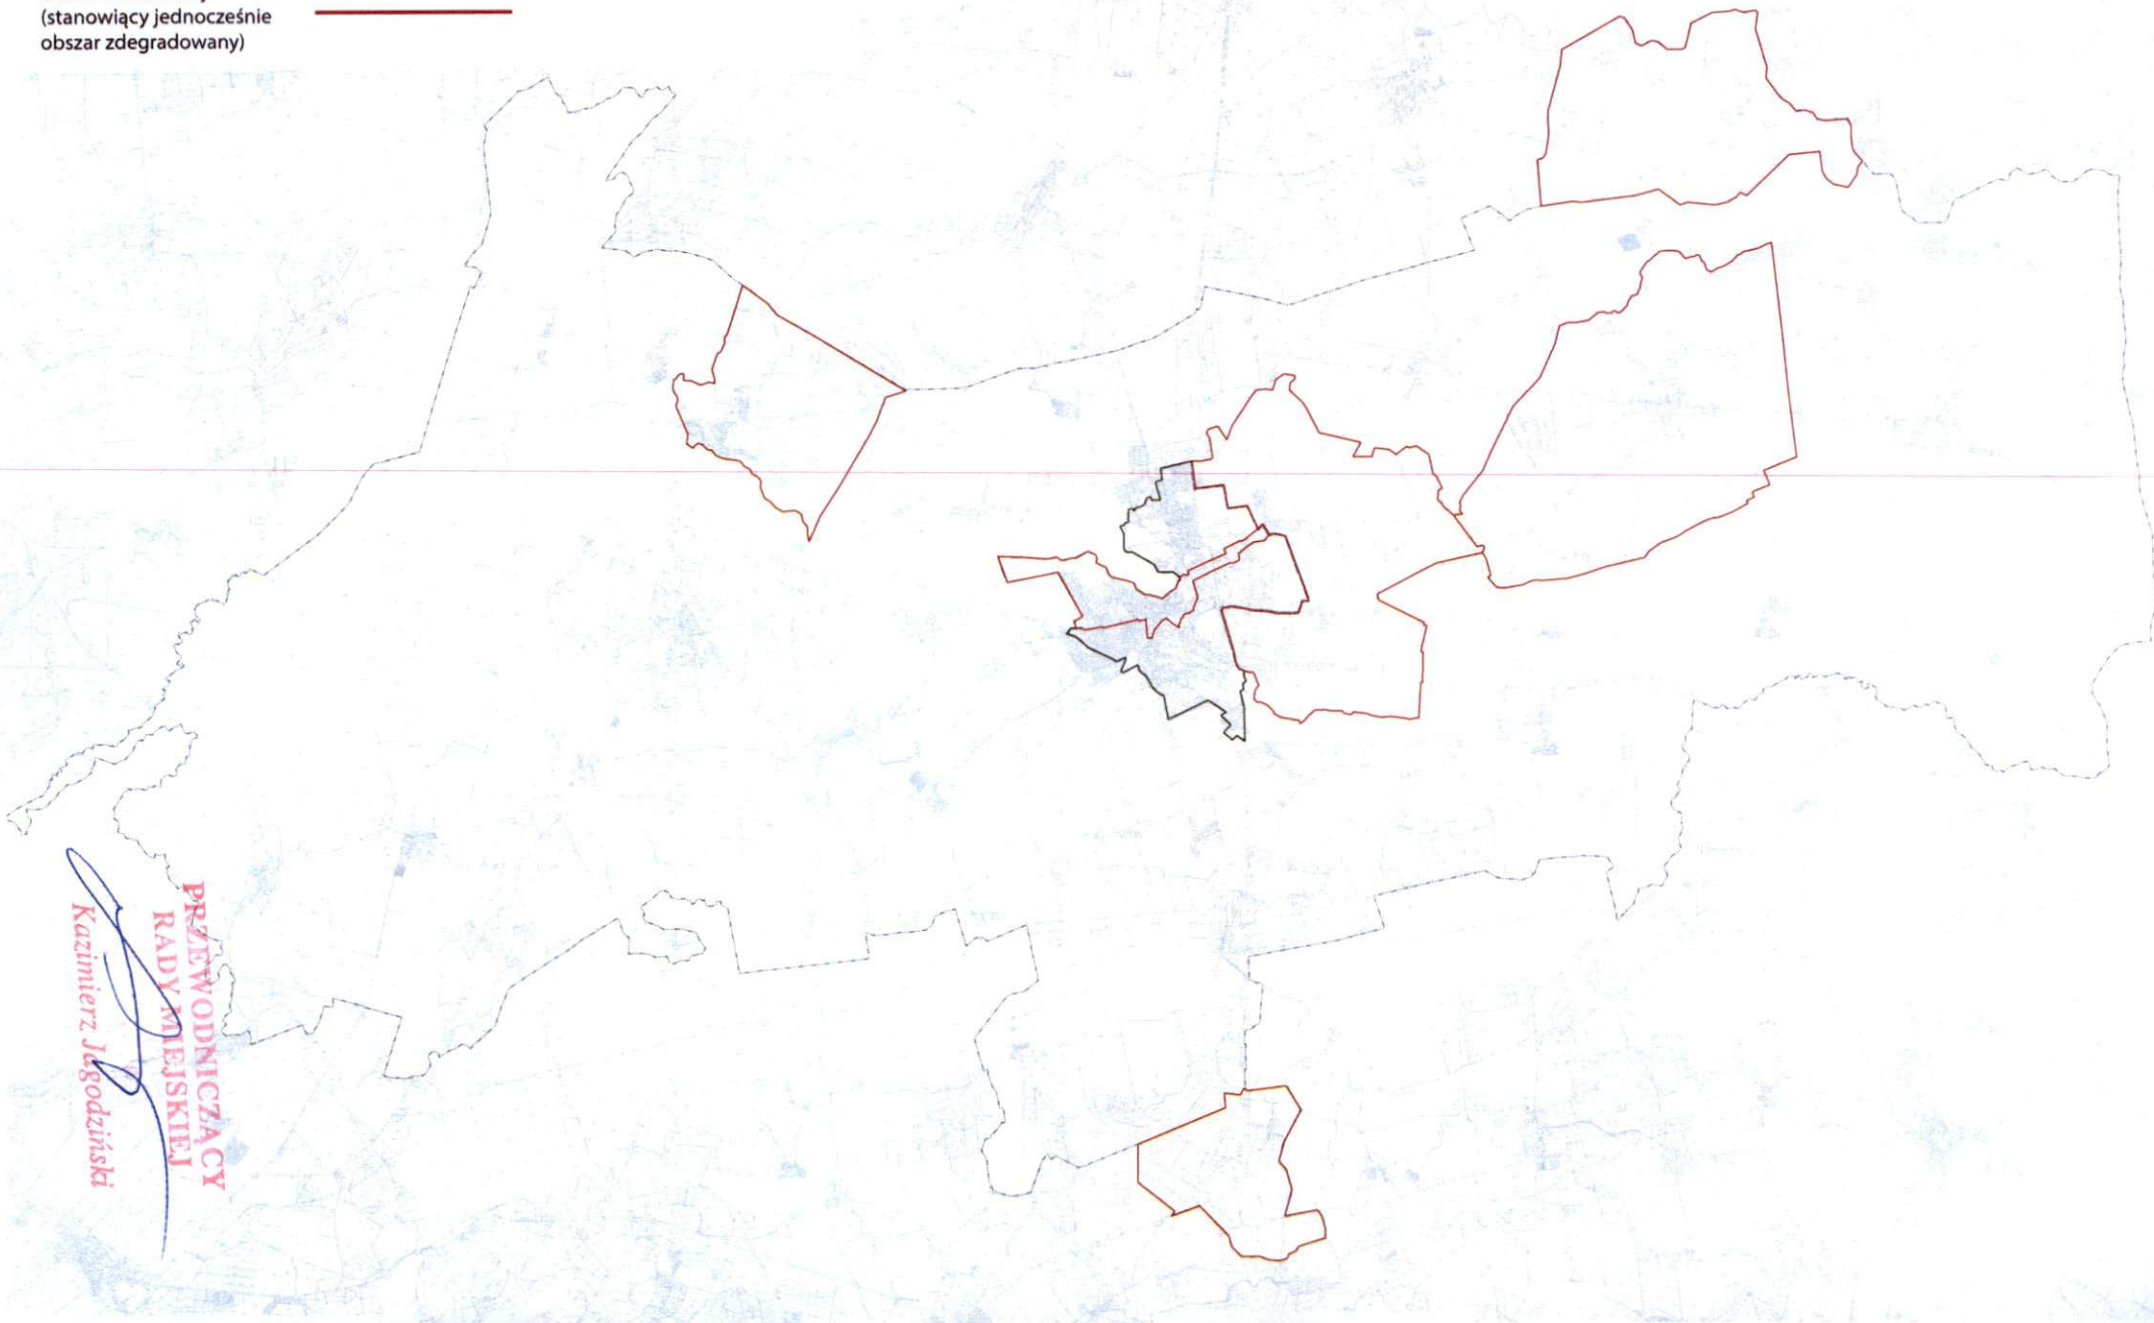 (stanowiący jednocześnie
obszar zdegradowany)
PRZEWODNICZĄCY
RADY MIEJSKIEJ
Kazimierz Jagodziński